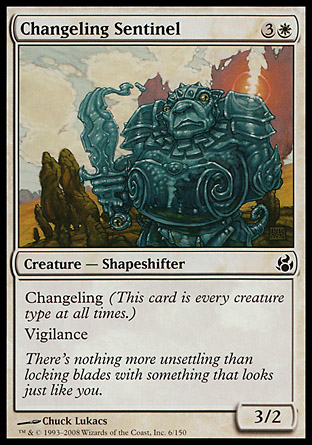 Changeling Sentinel 3
Creature — Shapeshifter
Changeling (This card is every creature
type at all times.)
Vigilance
There's nothing more unsettling than
locking blades with something that looks
just like you.
Chuck Lukacs
™ & © 1993–2008 Wizards of the Coast, Inc. 6/150
3/2